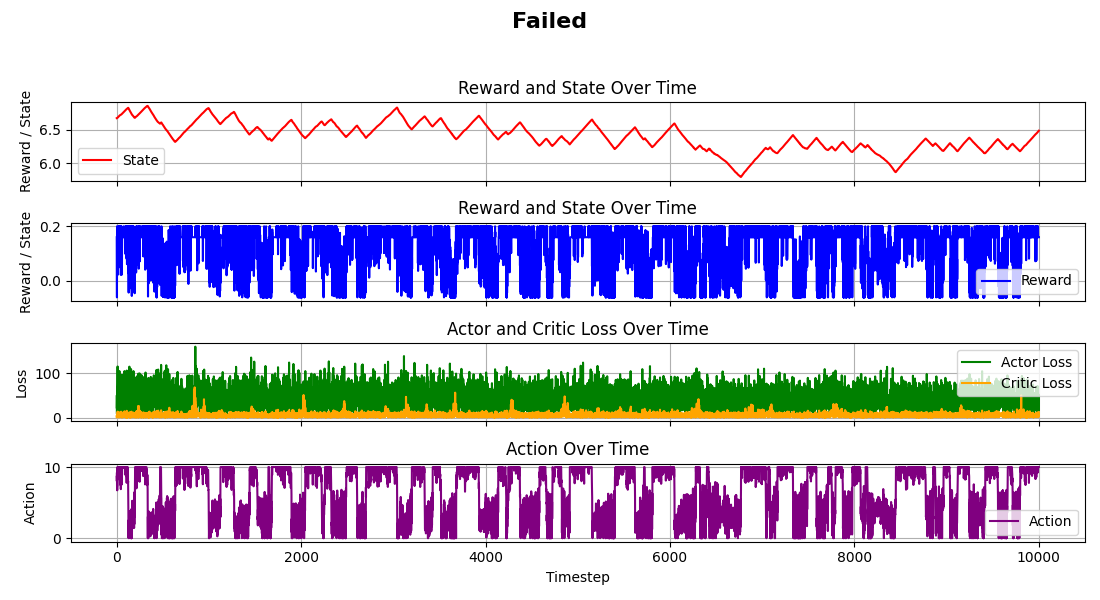 Failed
Reward and State Over Time
Reward / State
6.5
6.0
State
Reward and State Over Time
Reward / State
0.2
0.0
Reward
Actor and Critic Loss Over Time
Loss
100
0
Actor Loss
Critic Loss
Action Over Time
Action
10
0
Action
0 2000 4000 6000 8000 10000
Timestep